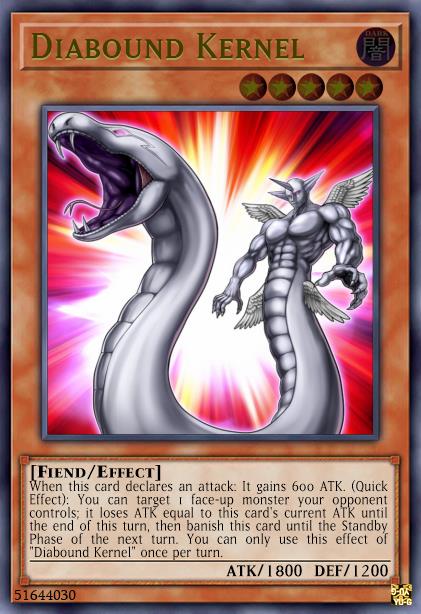 DIABOUND KERNEL
DARK
闇
[FIEND/EFFECT]
When this card declares an attack: It gains 600 ATK. (Quick
Effect): You can target 1 face-up monster your opponent
controls; it loses ATK equal to this card's current ATK until
the end of this turn, then banish this card until the Standby
Phase of the next turn. You can only use this effect of
"Diabound Kernel" once per turn.
ATK/1800 DEF/1200
51644030